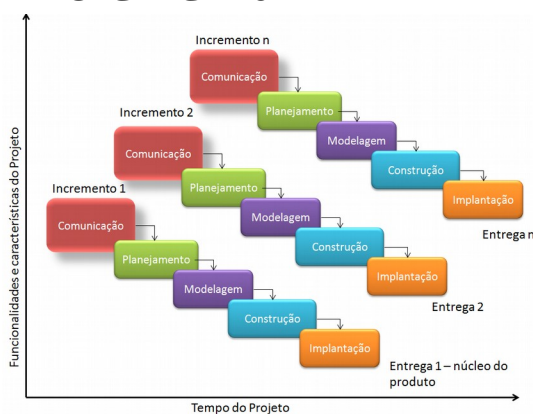 Incremento n
Comunicação
Planejamento
Modelagem
Construção
Implantação
Entrega n
Incremento 2
Comunicação
Planejamento
Modelagem
Construção
Implantação
Entrega 2
Incremento 1
Comunicação
Planejamento
Modelagem
Construção
Implantação
Entrega 1 – núcleo do
produto
Funcionalidades e características do Projeto
Tempo do Projeto